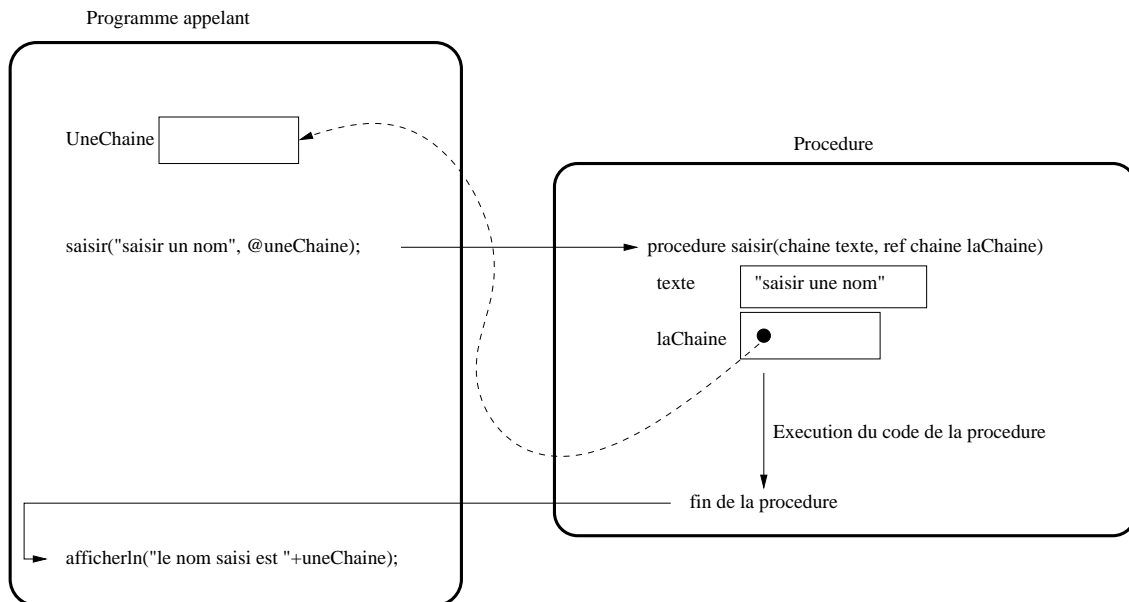 Programme appelant
UneChaine
saisir("saisir un nom", @uneChaine);
afficherln("le nom saisi est "+uneChaine);
Procedure
procedure saisir(chaine texte, ref chaine laChaine)
texte
"saisir une nom"
laChaine
Execution du code de la procedure
fin de la procedure